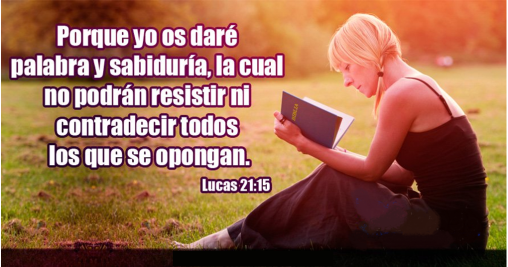 Porque yo os daré
palabra y sabiduría, la cual
no podrán resistir ni
contradecir todos
los que se opongan.
Lucas 21:15
BIBLIA